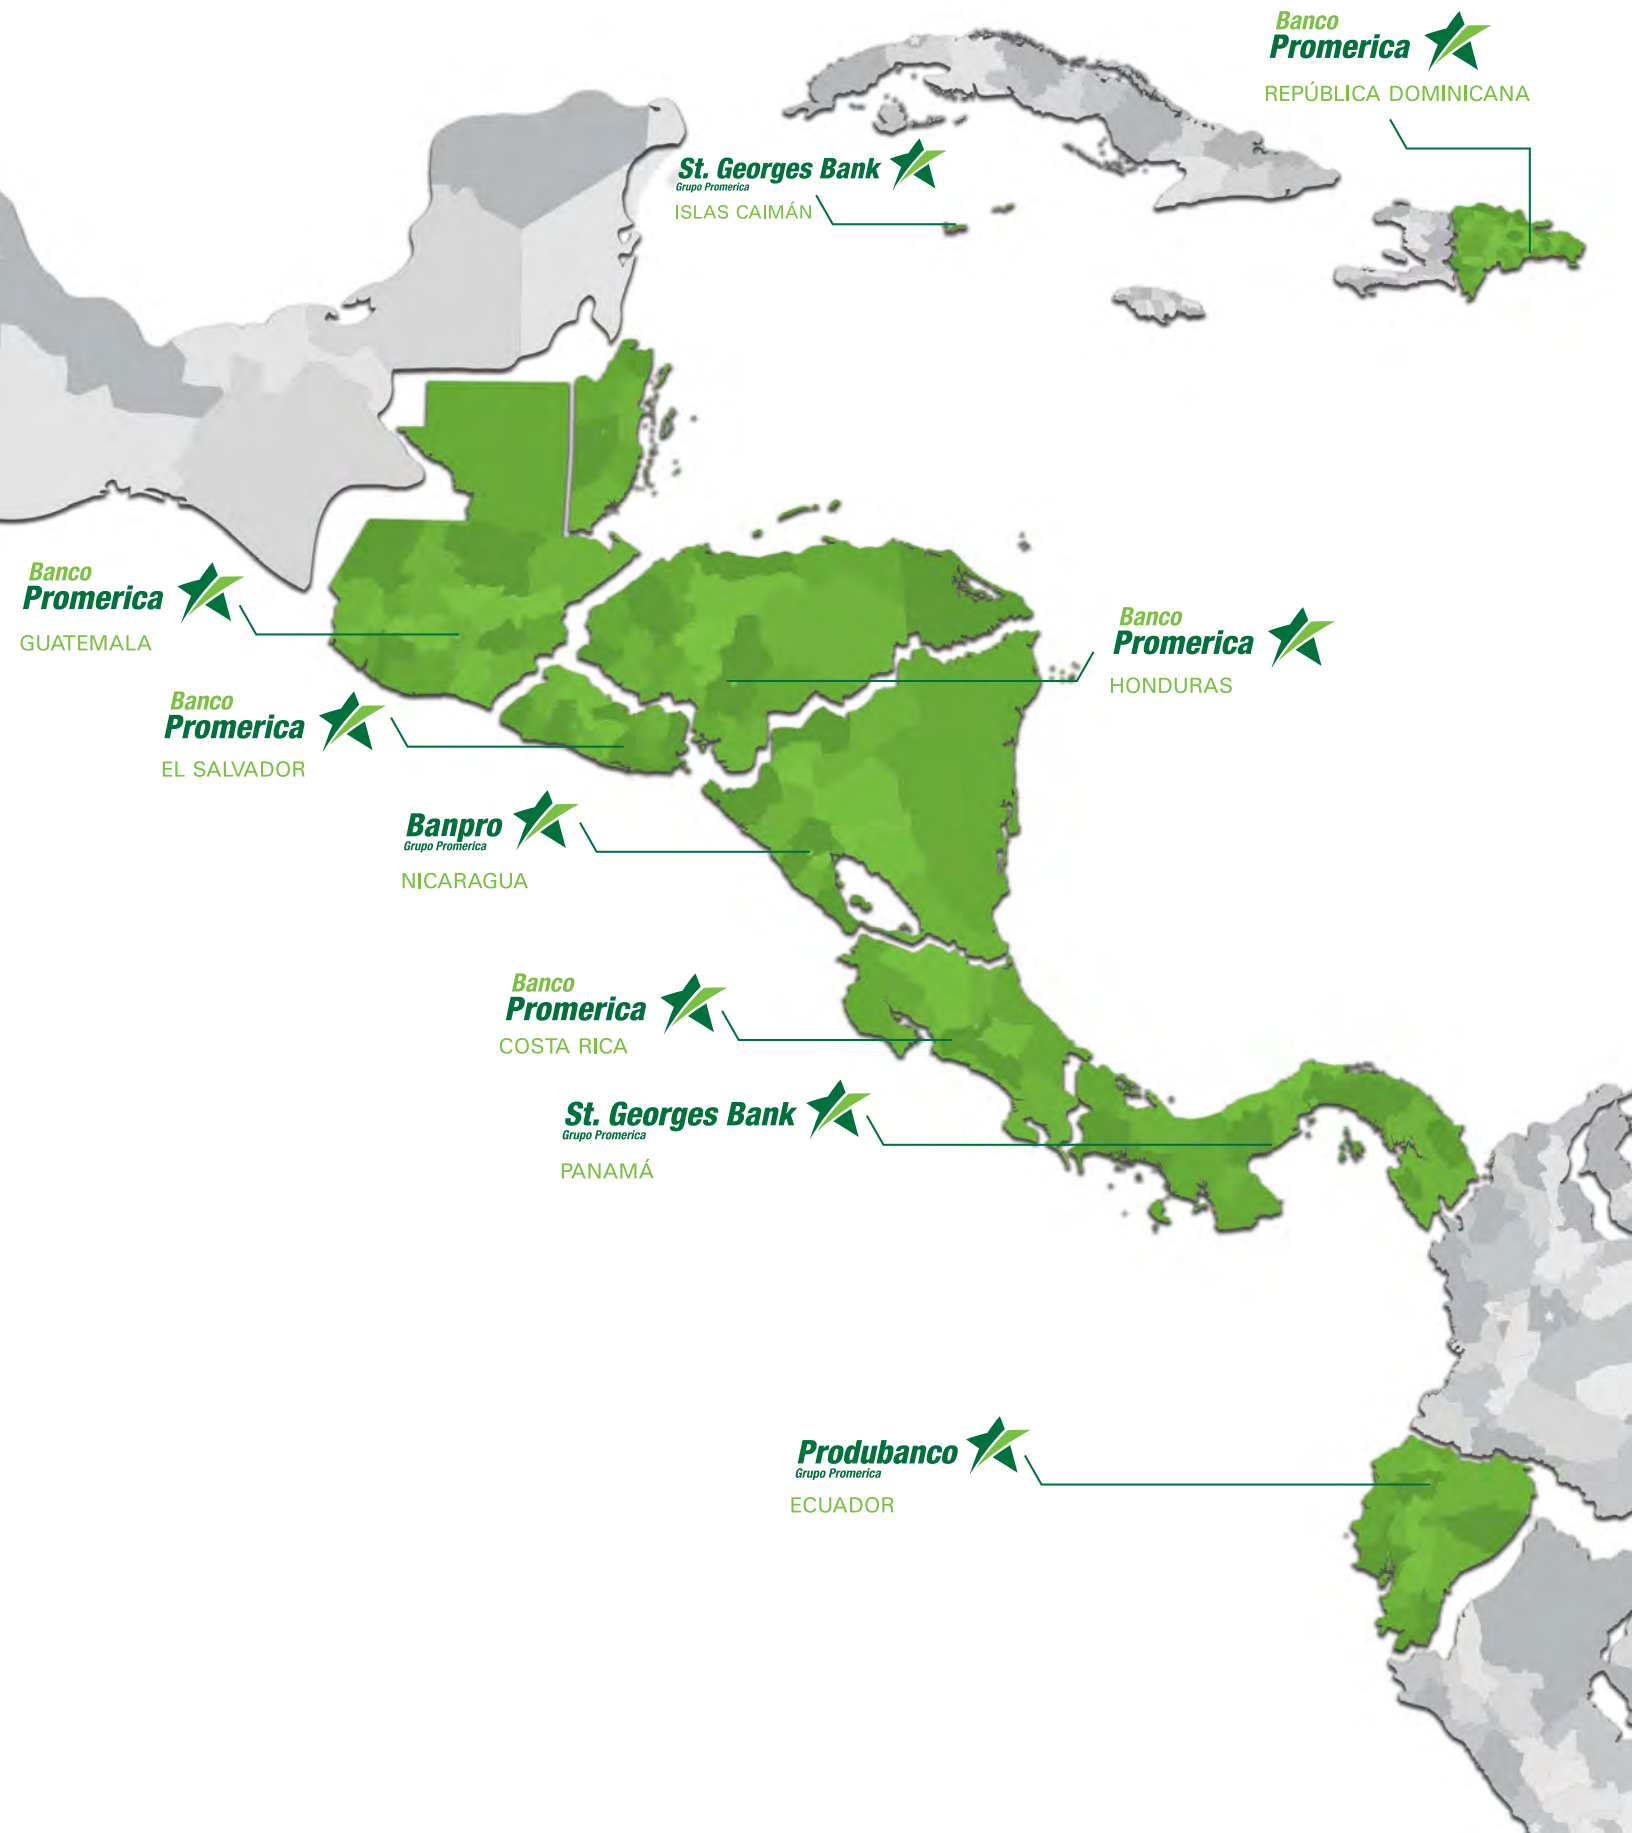 Banco
Promerica
REPÚBLICA DOMINICANA
St. Georges Bank
Grupo Promerica
ISLAS CAIMÁN
Banco
Promerica
GUATEMALA
Banco
Promerica
HONDURAS
Banco
Promerica
EL SALVADOR
Banpro
Grupo Promerica
NICARAGUA
Banco
Promerica
COSTA RICA
St. Georges Bank
Grupo Promerica
PANAMÁ
Produbanco
Grupo Promerica
ECUADOR